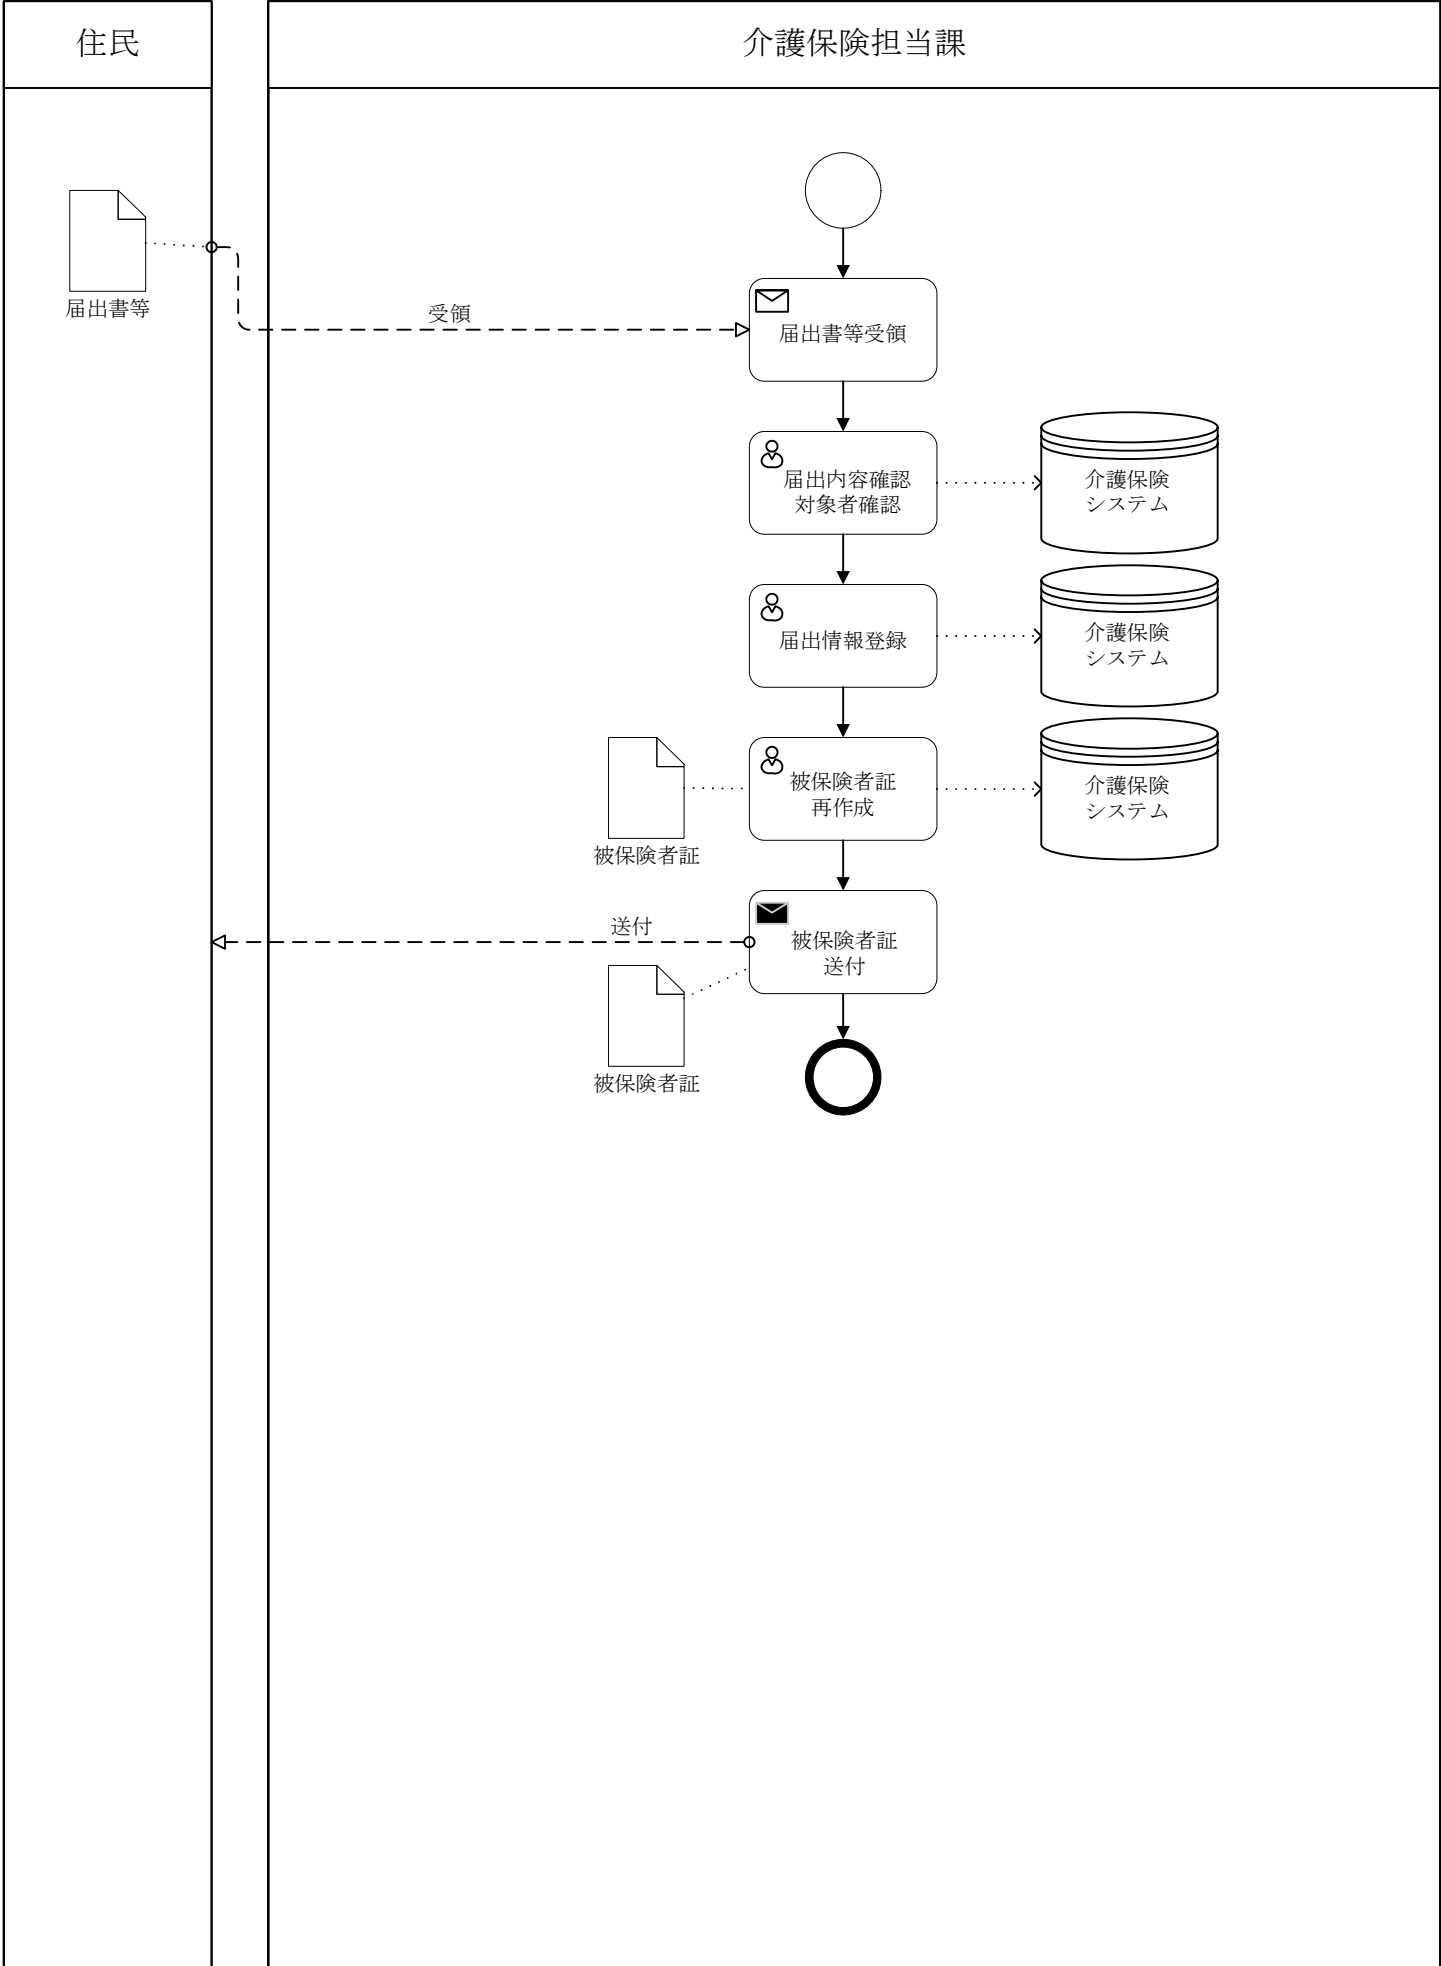 住民
介護保険担当課
届出書等
受領
届出書等受領
届出内容確認
対象者確認
介護保険
システム
届出情報登録
介護保険
システム
被保険者証
被保険者証
再作成
介護保険
システム
送付
被保険者証
送付
被保険者証